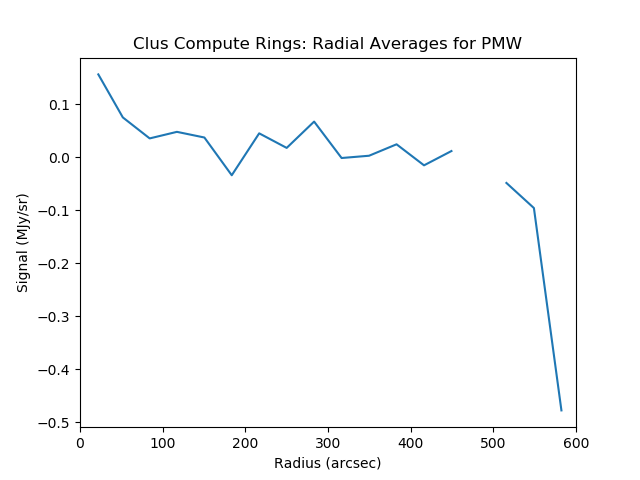 Clus Compute Rings: Radial Averages for PMW
Signal (MJy/sr)
0.1
0.0
−0.1
−0.2
−0.3
−0.4
−0.5
0 100 200 300 400 500 600
Radius (arcsec)